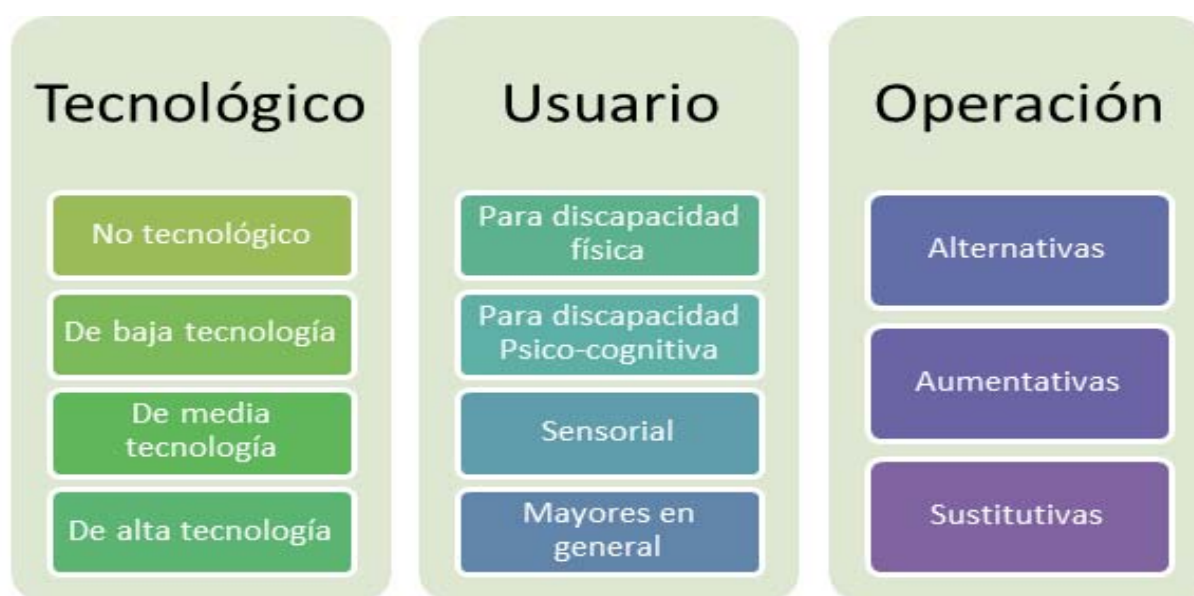 Tecnológico
No tecnológico
De baja tecnología
De media
tecnología
De alta tecnología
Usuario
Para discapacidad
física
Para discapacidad
Psico-cognitiva
Sensorial
Mayores en
general
Operación
Alternativas
Aumentativas
Sustitutivas